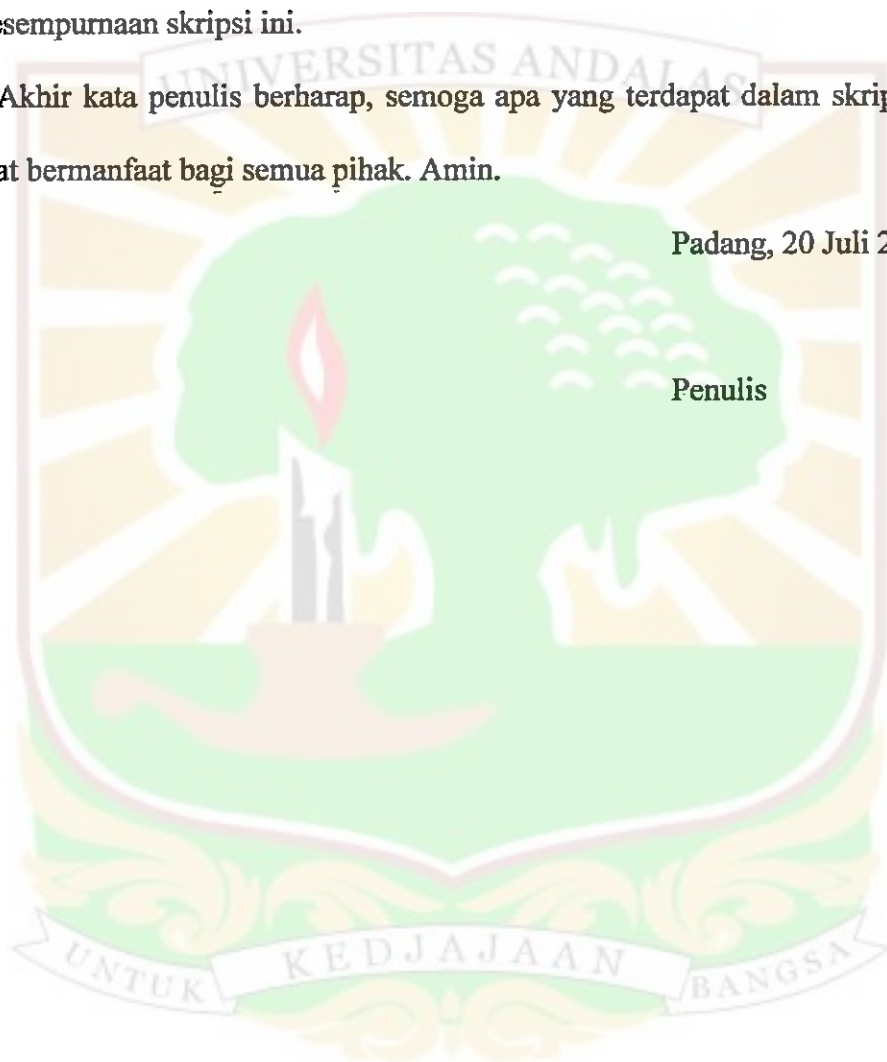 esempurnaan skripsi ini.
UNIVERSITAS ANDALAS
Akhir kata penulis berharap, semoga apa yang terdapat dalam skrip
at bermanfaat bagi semua pihak. Amin.
Padang, 20 Juli 2
Penulis
UNTUK KEDJAJAAN BANGSA